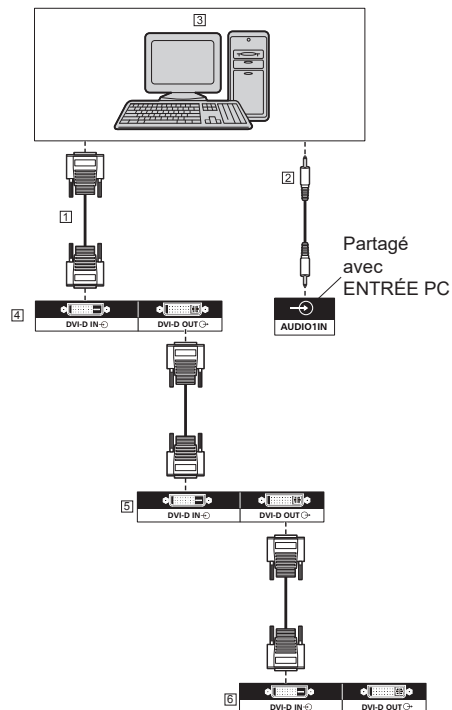 3
2
1
Partagé
avec
ENTRÉE PC
4
DVI-D IN
DVI-D OUT
AUDIO1IN
5
DVI-D IN
DVI-D OUT
6
DVI-D IN
DVI-D OUT